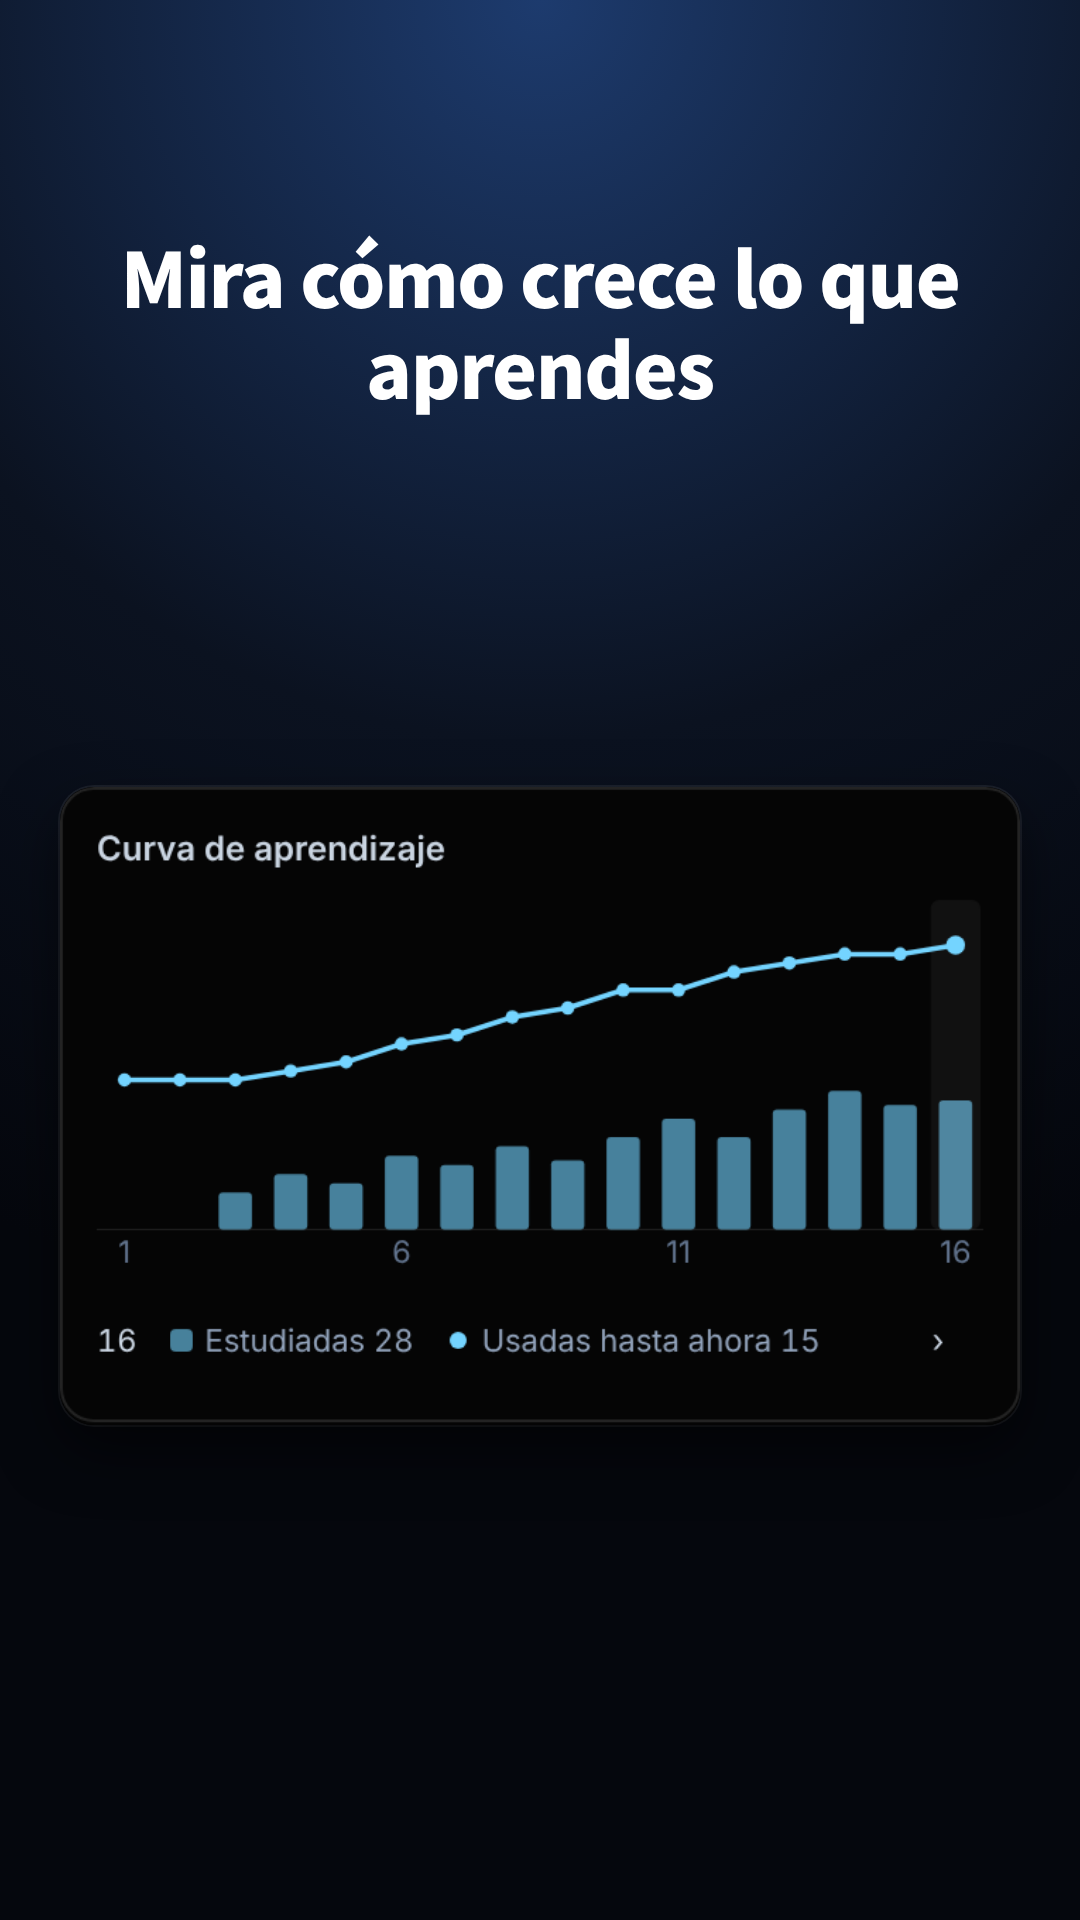 Mira cómo crece lo que
aprendes
Curva de aprendizaje
1 6 11 16
16 Estudiadas 28 Usadas hasta ahora 15 ›